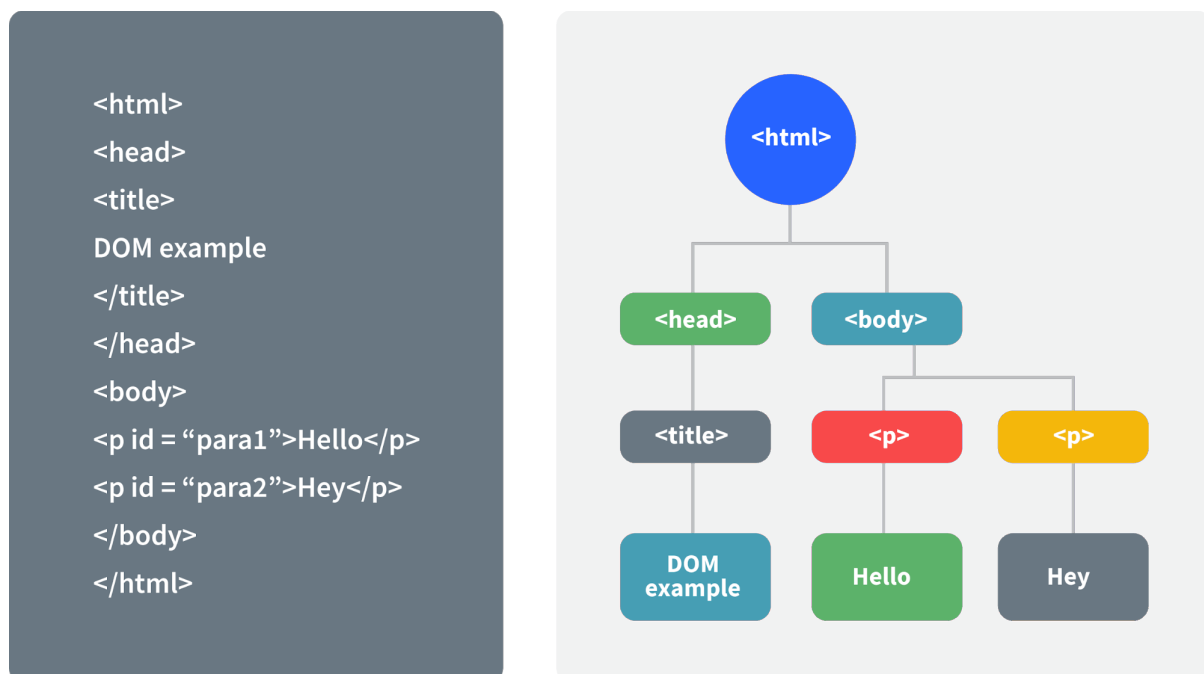 <html>
<head>
<title>
DOM example
</title>
</head>
<body>
<p id = “para1”>Hello</p>
<p id = “para2”>Hey</p>
</body>
</html>
<html>
<head>
<body>
<title>
<p>
<p>
DOM
example
Hello
Hey